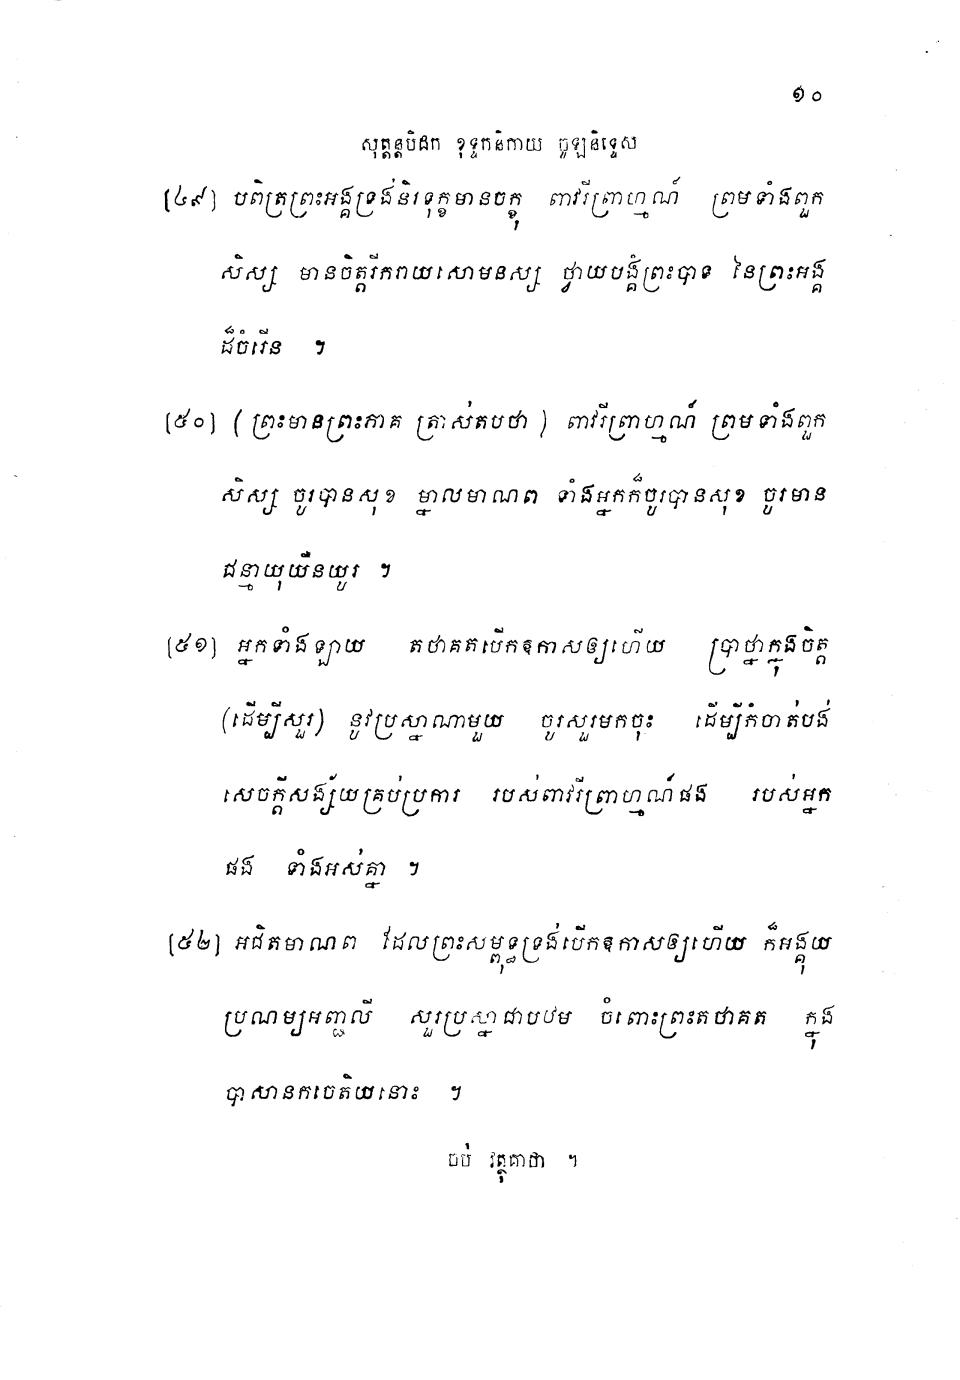 ១០
សុត្តន្តបិដក ខុទ្ទកនិកាយ ចូឡនិទ្ទេស
[៤៩] បពិត្រព្រះអង្គទ្រង់និរទុក្ខមានចក្ខុ ពាវរីព្រាហ្មណ៍ ព្រមទាំងពួក
សិស្ស មានចិត្តរីករាយសោមនស្ស ថ្វាយបង្គំព្រះបាទ នៃព្រះអង្គ
ដ៏ចំរើន ។
[៥០] (ព្រះមានព្រះភាគ ត្រាស់តបថា) ពាវរីព្រាហ្មណ៍ ព្រមទាំងពួក
សិស្ស ចូរបានសុខ ម្នាលមាណព ទាំងអ្នកក៏ចូរបានសុខ ចូរមាន
ជន្មាយុយឺនយូរ ។
[៥១] អ្នកទាំងឡាយ តថាគតបើកឱកាសឲ្យហើយ ប្រាថ្នាក្នុងចិត្ត
(ដើម្បីសួរ) នូវប្រស្នាណាមួយ ចូរសួរមកចុះ ដើម្បីកំចាត់បង់
សេចក្តីសង្ស័យគ្រប់ប្រការ របស់ពាវរីព្រាហ្មណ៍ផង របស់អ្នក
ផង ទាំងអស់គ្នា ។
[៥២] អជិតមាណព ដែលព្រះសម្ពុទ្ធទ្រង់បើកឱកាសឲ្យហើយ ក៏អង្គុយ
ប្រណម្យអញ្ជលី សួរប្រស្នាជាបឋម ចំពោះព្រះតថាគត ក្នុង
បាសានកចេតិយនោះ ។
ចប់ វត្ថុគាថា ។